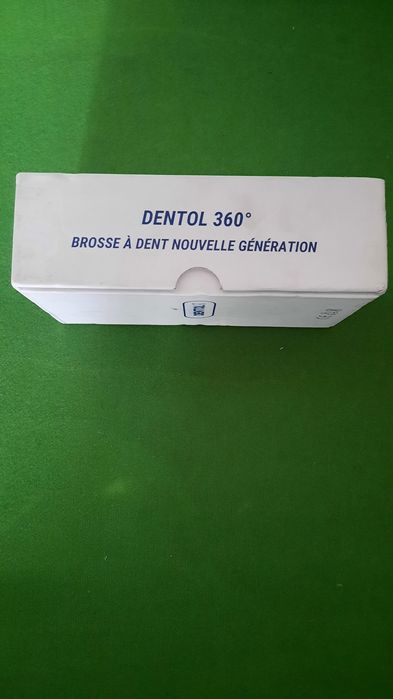 DENTOL 360°
BROSSE À DENT NOUVELLE GÉNÉRATION